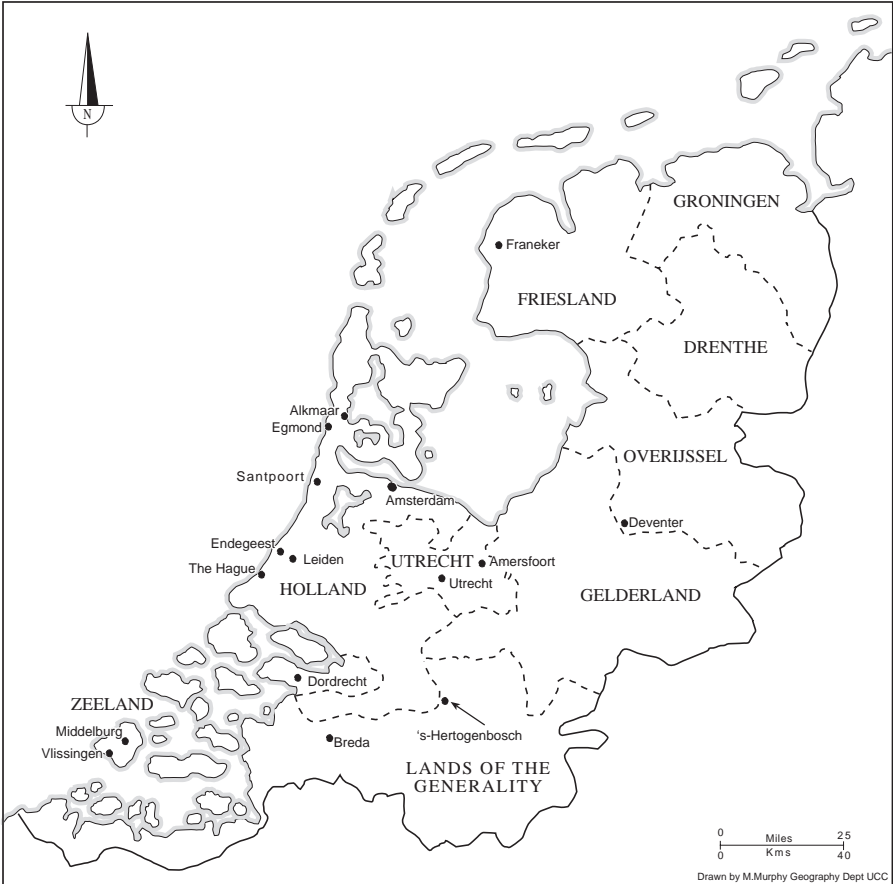 N
GRONINGEN
Franeker
FRIESLAND
DRENTHE
Alkmaar
Egmond
OVERIJSSEL
Santpoort
Amsterdam
Deventer
Endegeest
Leiden
UTRECHT
Amersfoort
The Hague
HOLLAND
Utrecht
GELDERLAND
Dordrecht
ZEELAND
Middelburg
Vlissingen
Breda
‘s-Hertogenbosch
LANDS OF THE
GENERALITY
0 25
Miles
Kms
0 40
Drawn by M.Murphy Geography Dept UCC